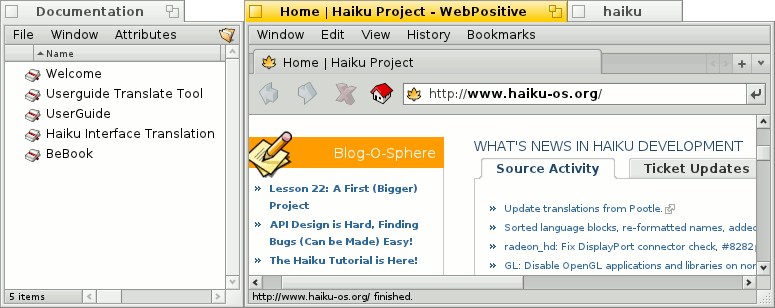 Documentation
File Window Attributes
Name
Welcome
Userguide Translate Tool
UserGuide
Haiku Interface Translation
BeBook
5 items
Home | Haiku Project - WebPositive
haiku
Window Edit View History Bookmarks
Home | Haiku Project
http://www.haiku-os.org/
Blog-O-Sphere
» Lesson 22: A First (Bigger)
Project
» API Design is Hard, Finding
Bugs (Can be Made) Easy!
» The Haiku Tutorial is Here!
WHAT'S NEWS IN HAIKU DEVELOPMENT
Source Activity Ticket Updates
» Update translations from Pootle.
» Sorted language blocks, re-formatted names, added
» radeon_hd: Fix DisplayPort connector check, #8282
» GL: Disable OpenGL applications and libraries on non
http://www.haiku-os.org/ finished.